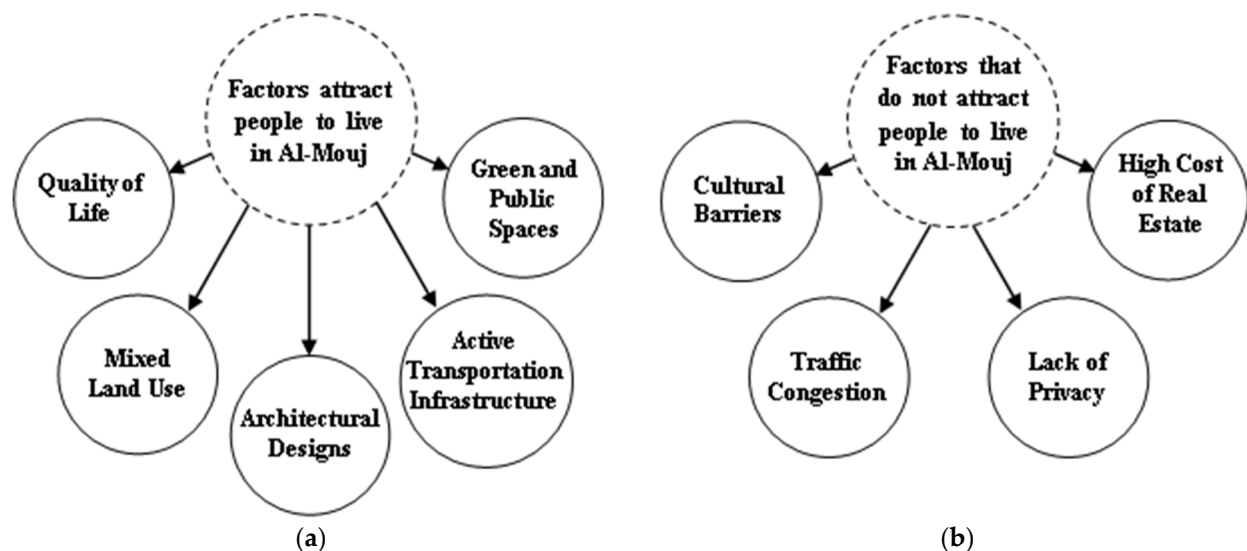 Factors attract
people to live
in Al-Mouj
Quality of
Life
Mixed
Land Use
Architectural
Designs
Active
Transportation
Infrastructure
Green and
Public
Spaces
(a)
Factors that
do not attract
people to live
in Al-Mouj
Cultural
Barriers
Traffic
Congestion
Lack of
Privacy
High Cost
of Real
Estate
(b)